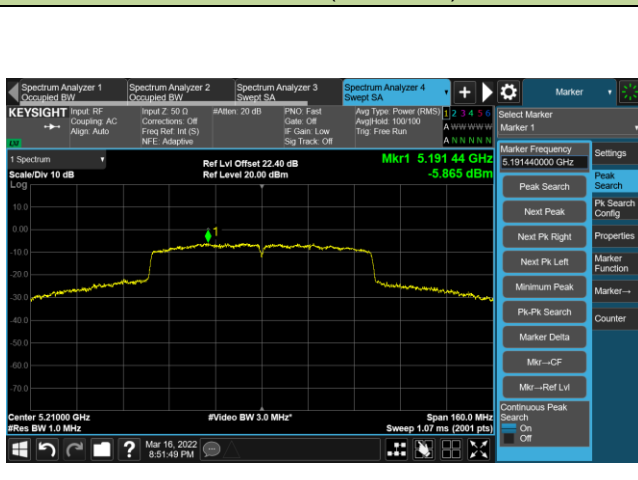 Spectrum Analyzer 1
Occupied BW
Spectrum Analyzer 2
Occupied BW
Spectrum Analyzer 3
Swept SA
Spectrum Analyzer 4
Swept SA
Marker
KEYSIGHT
Input: RF
Coupling: AC
Align: Auto
Input Z: 50 Ω
Corrections: Off
Freq Ref: Int (S)
NFE: Adaptive
#Atten: 20 dB
PNO: Fast
Gate: Off
IF Gain: Low
Sig Track: Off
Avg Type: Power (RMS)
Avg|Hold: 100/100
Trig: Free Run
1 2 3 4 5 6
A W W W W W
A N N N N N
Select Marker
Marker 1
1 Spectrum
Scale/Div 10 dB
Log
Ref Lvl Offset 22.40 dB
Ref Level 20.00 dBm
Mkr1 5.191 44 GHz
-5.865 dBm
10.0
0.00
-10.0
-20.0
-30.0
-40.0
-50.0
-60.0
-70.0
1
Center 5.21000 GHz
#Res BW 1.0 MHz
#Video BW 3.0 MHz*
Span 160.0 MHz
Sweep 1.07 ms (2001 pts)
Marker Frequency
5.191440000 GHz
Peak Search
Next Peak
Next Pk Right
Next Pk Left
Minimum Peak
Pk-Pk Search
Marker Delta
Mkr→CF
Mkr→Ref Lvl
Continuous Peak
Search
On
Off
Settings
Peak
Search
Pk Search
Config
Properties
Marker
Function
Marker→
Counter
?
Mar 16, 2022
8:51:49 PM